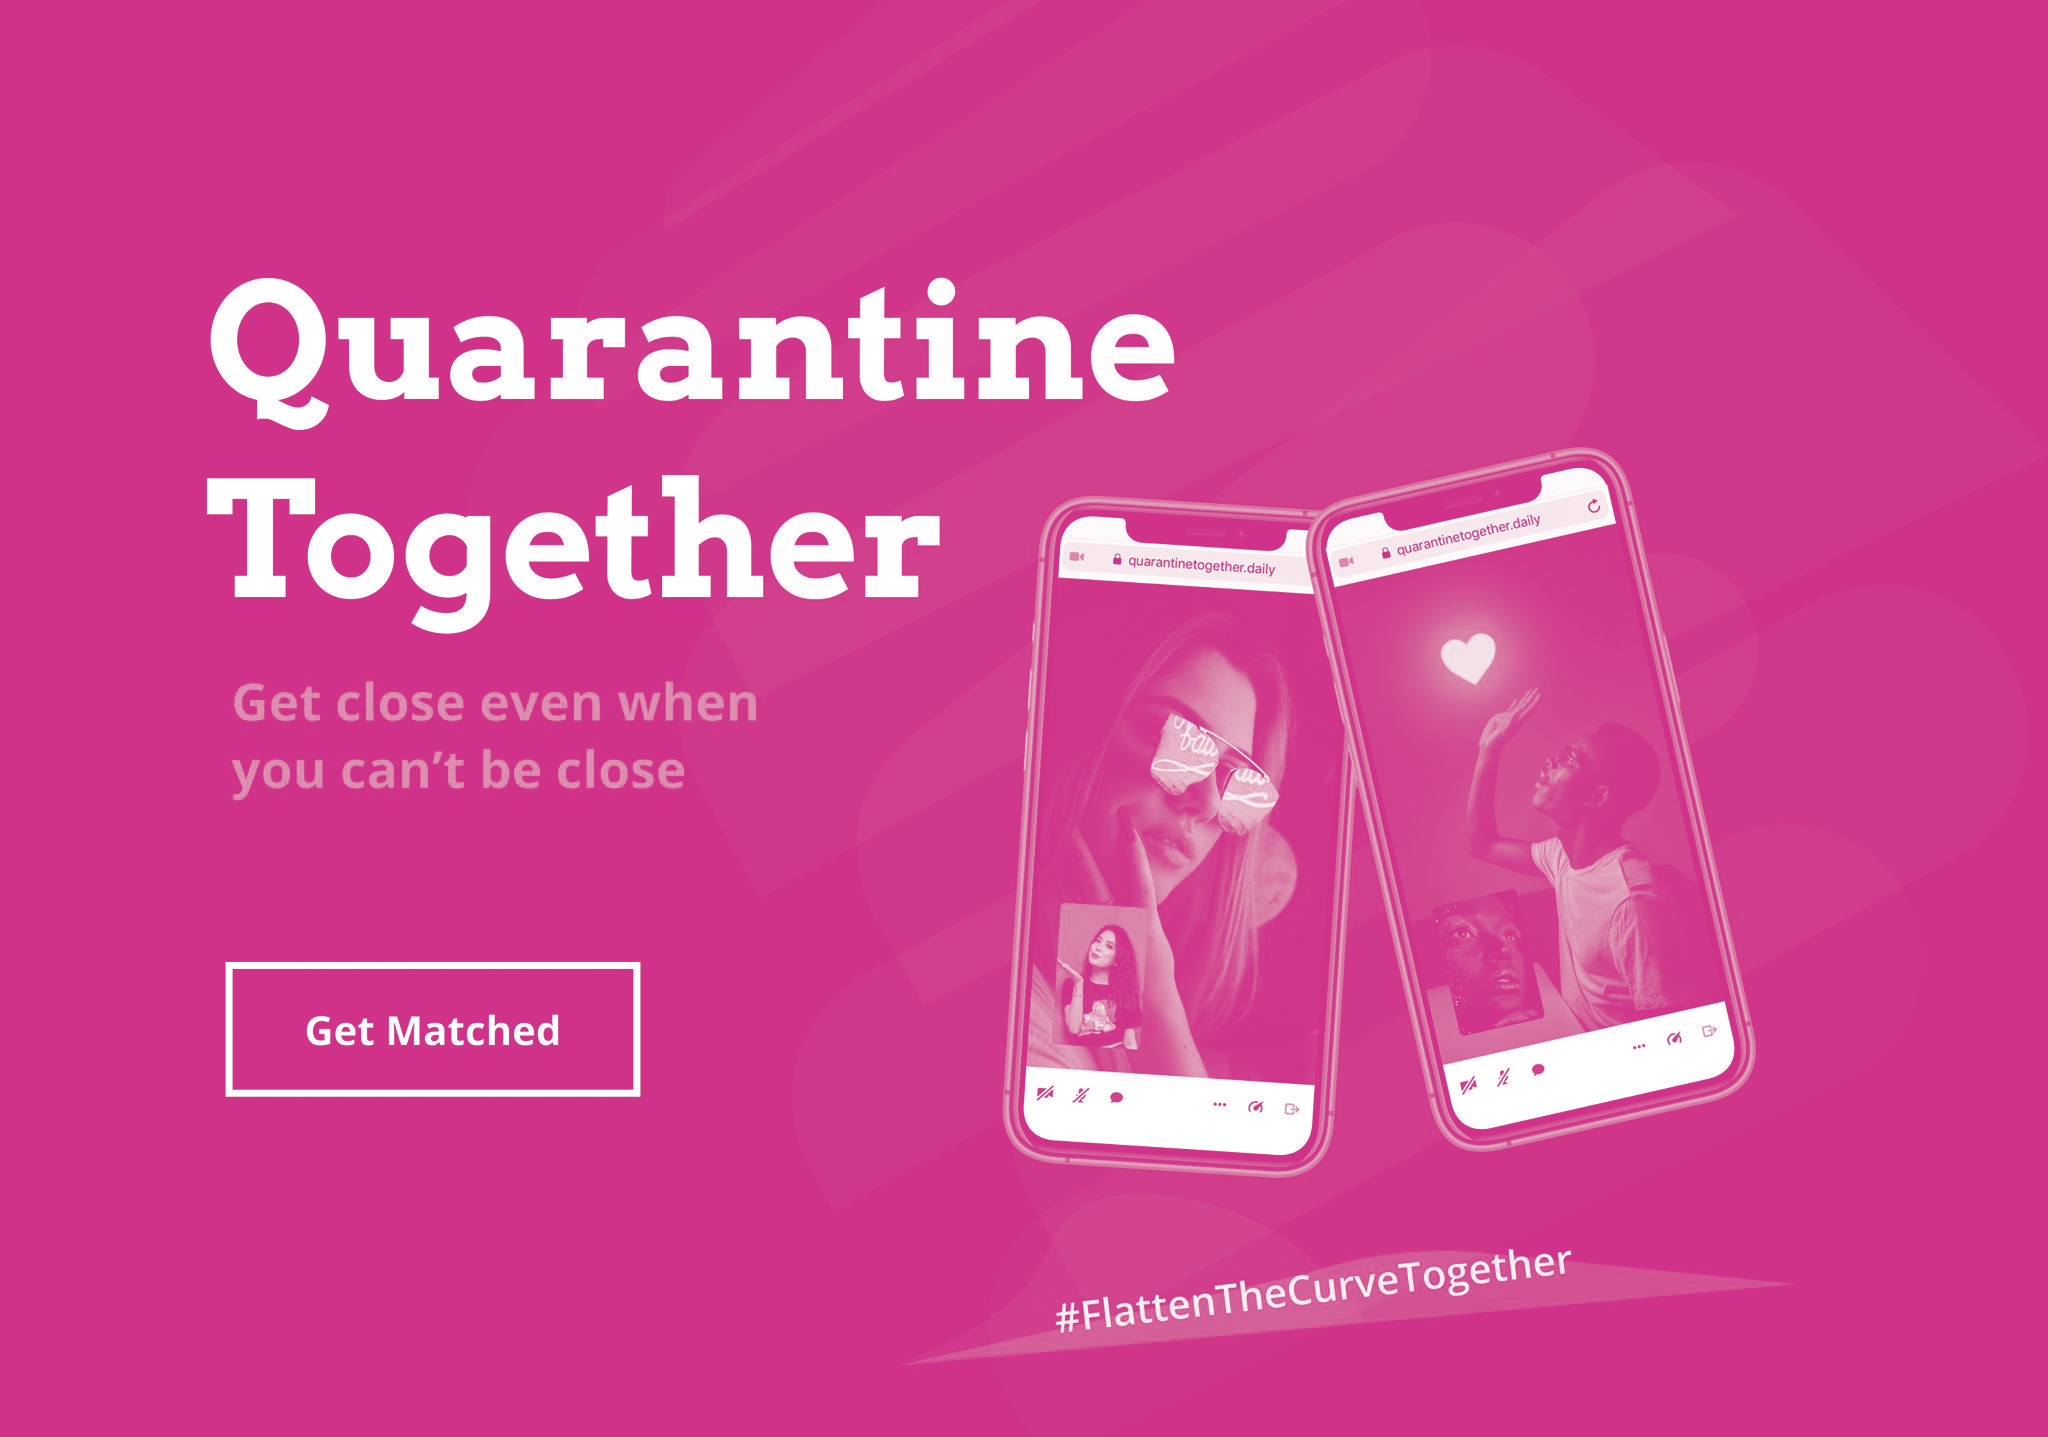 Quarantine
Together
Get close even when
you can’t be close
Get Matched
quarantinetogether.daily
quarantinetogether.daily
#FlattenTheCurveTogether